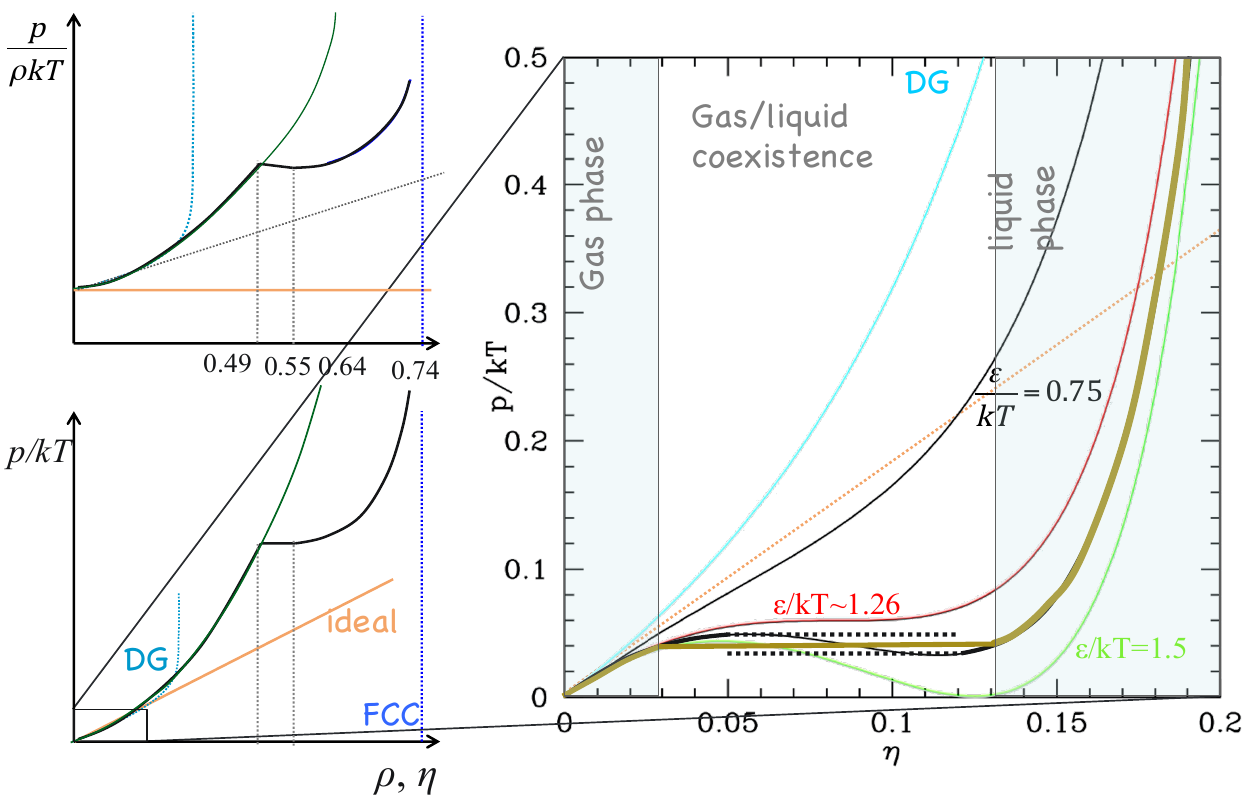 p
ρkT
0.49
0.55
0.64
0.74
p/kT
ideal
DG
FCC
ρ, η
0.5
0.4
0.3
0.2
0.1
0
p/kT
Gas phase
Gas/liquid
coexistence
DG
liquid
phase
ε
kT
= 0.75
ε/kT~1.26
ε/kT=1.5
0
0.05
0.1
0.15
0.2
η